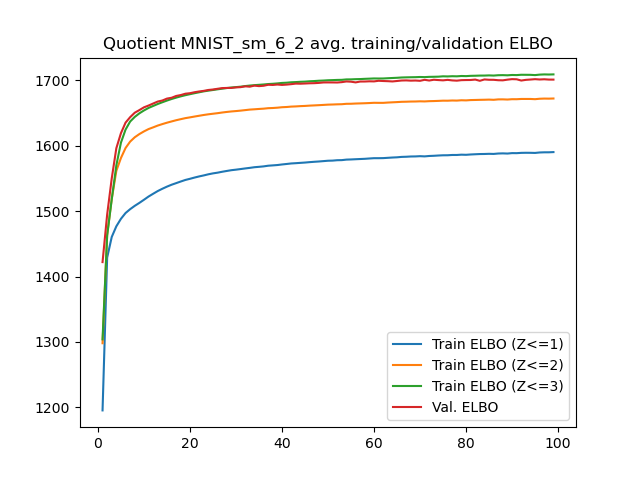 Quotient MNIST_sm_6_2 avg. training/validation ELBO
1700
1600
1500
1400
1300
1200
Train ELBO (Z<=1)
Train ELBO (Z<=2)
Train ELBO (Z<=3)
Val. ELBO
0 20 40 60 80 100